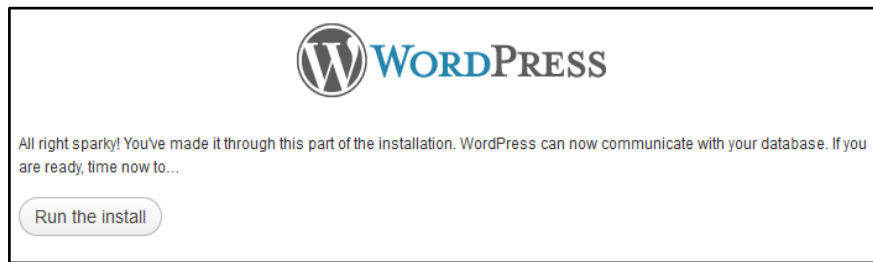 WORDPRESS
All right sparky! You've made it through this part of the installation. WordPress can now communicate with your database. If you
are ready, time now to…
Run the install